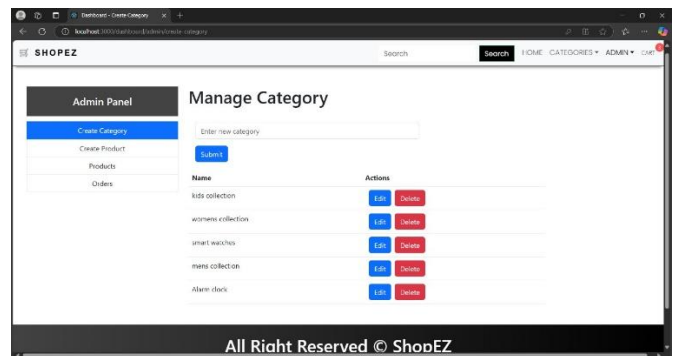 Dashboard - Create Category
localhost:3000/dashboard/admin/create-category
SHOPEZ
Search
Search
HOME
CATEGORIES
ADMIN
CART
0
Admin Panel
Create Category
Create Product
Products
Orders
Manage Category
Enter new category
Submit
Name Actions
kids collection Edit Delete
womens collection Edit Delete
smart watches Edit Delete
mens collection Edit Delete
Alarm clock Edit Delete
All Right Reserved © ShopEZ